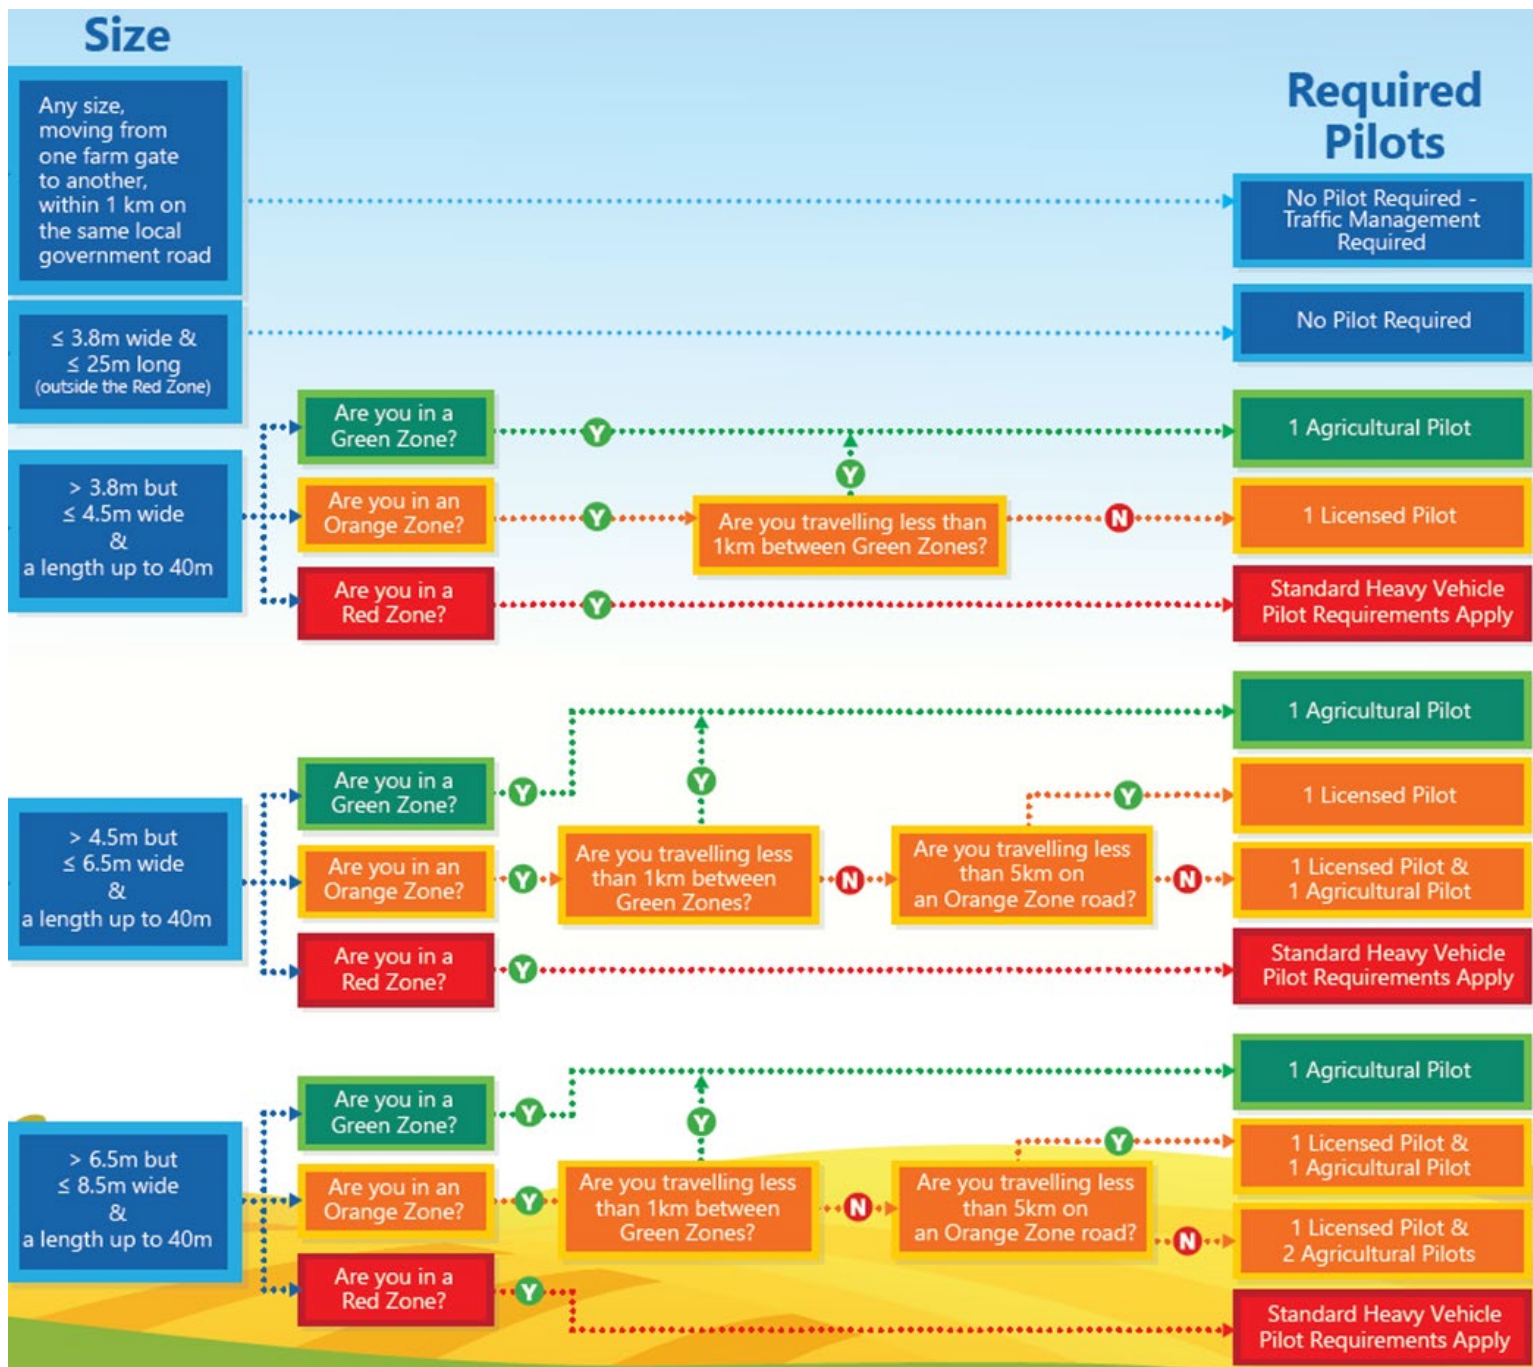 Size
Required
Pilots
Any size,
moving from
one farm gate
to another,
within 1 km on
the same local
government road
No Pilot Required -
Traffic Management
Required
≤ 3.8m wide &
≤ 25m long
(outside the Red Zone)
No Pilot Required
> 3.8m but
≤ 4.5m wide
&
a length up to 40m
Are you in a
Green Zone?
Y
1 Agricultural Pilot
Are you in an
Orange Zone?
Y
Are you travelling less than
1km between Green Zones?
Y
N
1 Licensed Pilot
Are you in a
Red Zone?
Y
Standard Heavy Vehicle
Pilot Requirements Apply
> 4.5m but
≤ 6.5m wide
&
a length up to 40m
Are you in a
Green Zone?
Y
1 Agricultural Pilot
Are you in an
Orange Zone?
Y
Are you travelling less
than 1km between
Green Zones?
Y
N
Are you travelling less
than 5km on
an Orange Zone road?
Y
1 Licensed Pilot
N
1 Licensed Pilot &
1 Agricultural Pilot
Are you in a
Red Zone?
Y
Standard Heavy Vehicle
Pilot Requirements Apply
> 6.5m but
≤ 8.5m wide
&
a length up to 40m
Are you in a
Green Zone?
Y
1 Agricultural Pilot
Are you in an
Orange Zone?
Y
Are you travelling less
than 1km between
Green Zones?
Y
N
Are you travelling less
than 5km on
an Orange Zone road?
Y
1 Licensed Pilot &
1 Agricultural Pilot
N
1 Licensed Pilot &
2 Agricultural Pilots
Are you in a
Red Zone?
Y
Standard Heavy Vehicle
Pilot Requirements Apply